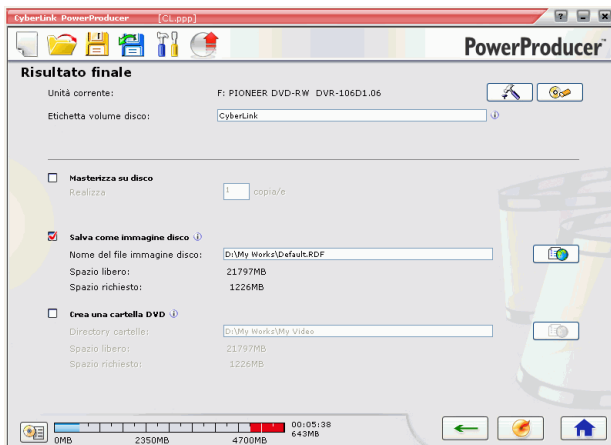 CyberLink PowerProducer [CL.ppp]
PowerProducer™
Risultato finale
Unità corrente: F: PIONEER DVD-RW DVR-106D1.06
Etichetta volume disco: CyberLink
Masterizza su disco
Realizza 1 copia/e
Salva come immagine disco
Nome del file immagine disco: D:\My Works\Default.RDF
Spazio libero: 21797MB
Spazio richiesto: 1226MB
Crea una cartella DVD
Directory cartelle: D:\My Works\My Video
Spazio libero: 21797MB
Spazio richiesto: 1226MB
00:05:38
643MB
0MB 2350MB 4700MB